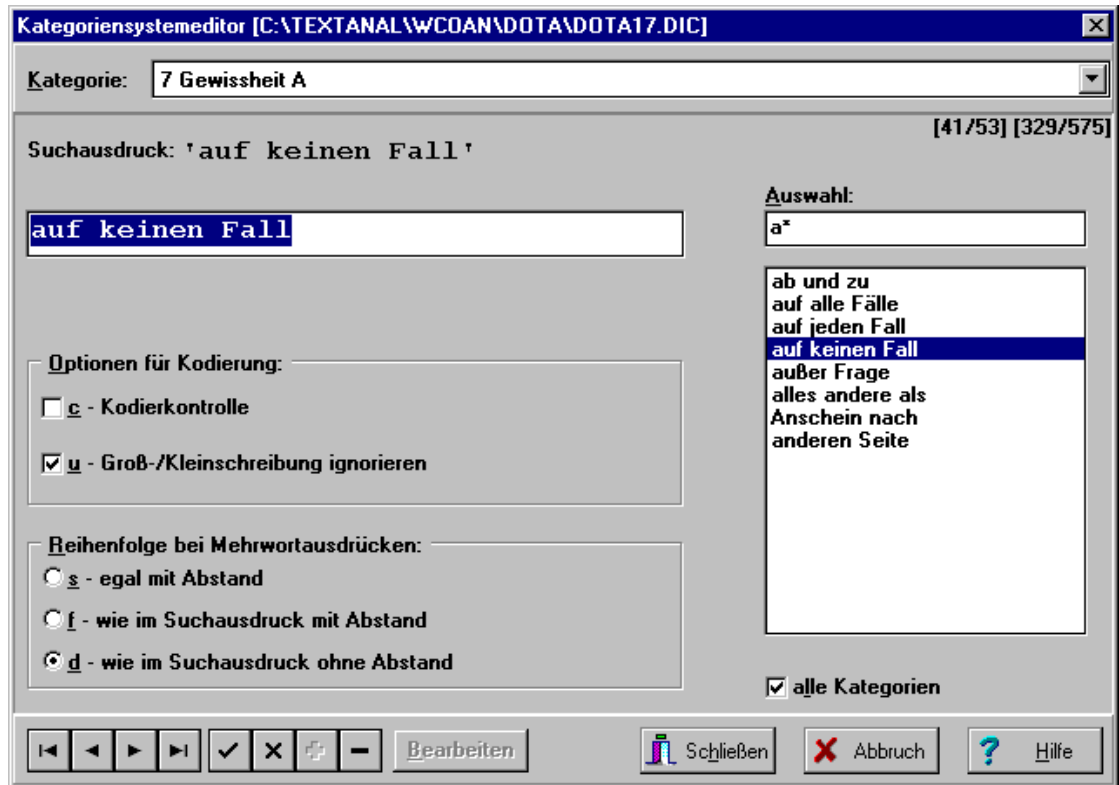 Kategoriensystemeditor [C:\TEXTANAL\WCOAN\DOTA\DOTA17.DIC]
Kategorie: 7 Gewissheit A
[41/53] [329/575]
Suchausdruck: 'auf keinen Fall'
auf keinen Fall
Auswahl:
a*
ab und zu
auf alle Fälle
auf jeden Fall
auf keinen Fall
außer Frage
alles andere als
Anschein nach
anderen Seite
Optionen für Kodierung:
c - Kodierkontrolle
u - Groß-/Kleinschreibung ignorieren
Reihenfolge bei Mehrwortausdrücken:
s - egal mit Abstand
f - wie im Suchausdruck mit Abstand
d - wie im Suchausdruck ohne Abstand
alle Kategorien
Bearbeiten Schließen Abbruch Hilfe